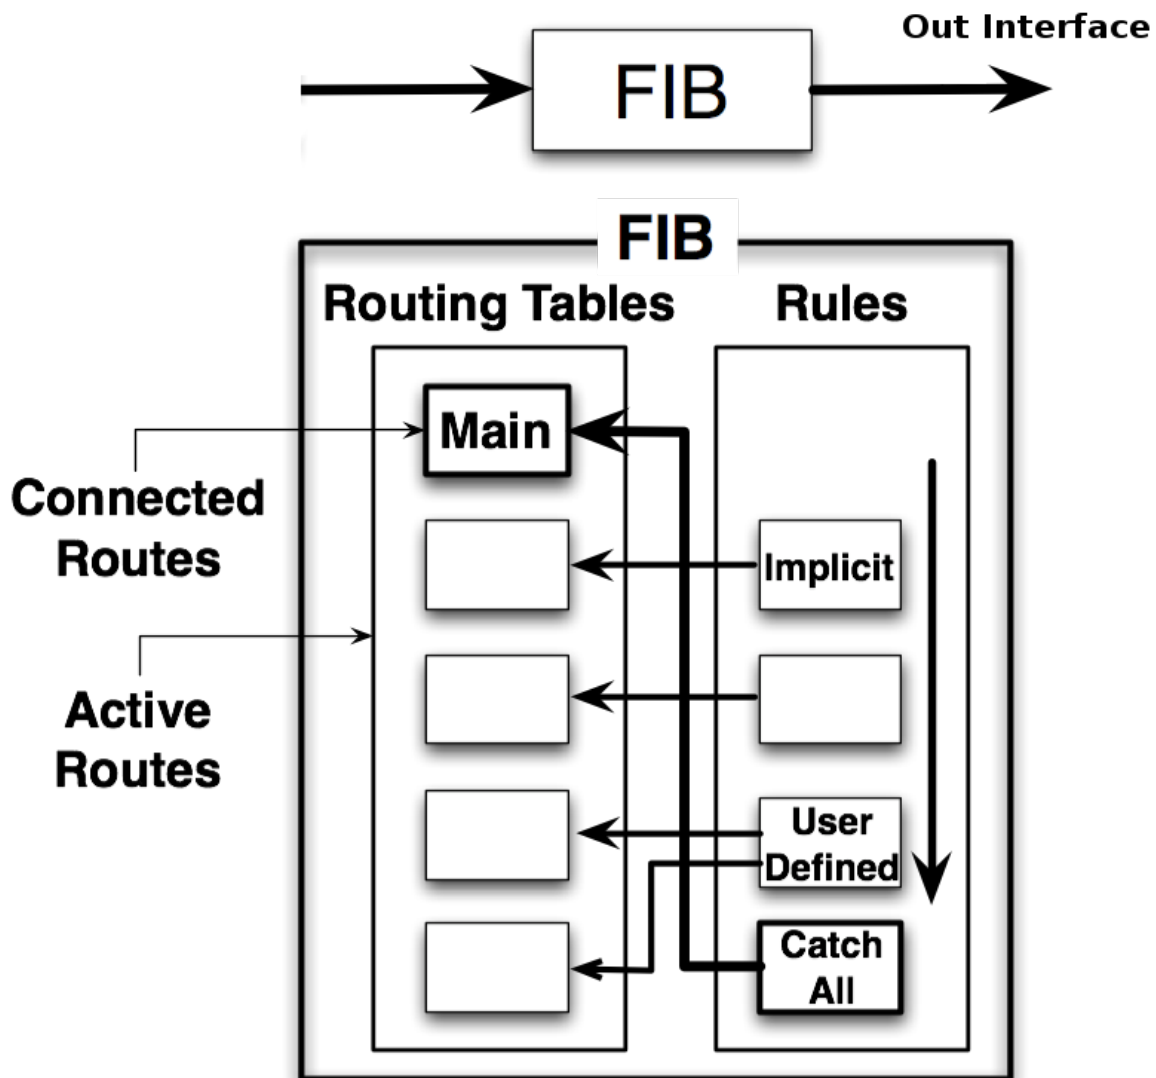 Out Interface
FIB
FIB
Routing Tables
Rules
Main
Connected
Routes
Implicit
Active
Routes
User
Defined
Catch
All